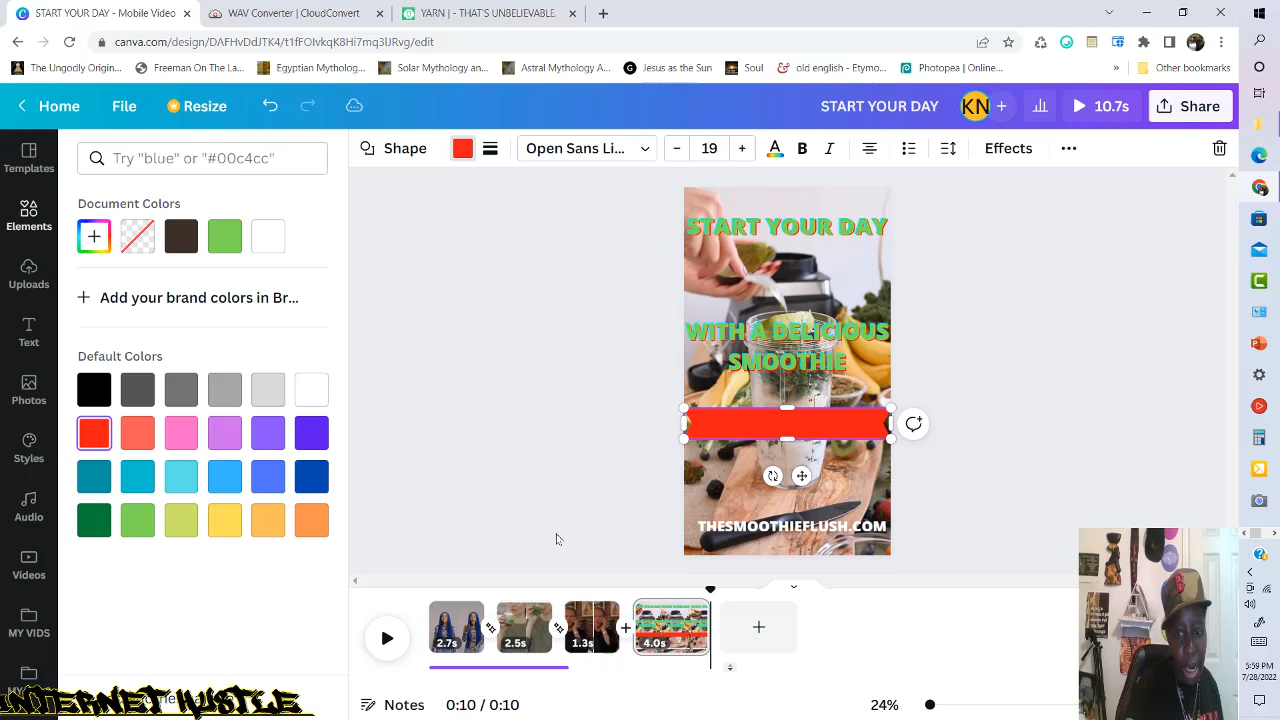 START YOUR DAY - Mobile Video
WAV Converter | CloudConvert
YARN | - THAT'S UNBELIEVABLE.
canva.com/design/DAFHvDdJTK4/t1fFOIvkqK8Hi7mq3IJRvg/edit
The Ungodly Origin...
Freeman On The La...
Egyptian Mytholog...
Solar Mythology an...
Astral Mythology A...
Jesus as the Sun
Soul
old english - Etymo...
Photopea | Online...
»
Other bookmarks
Home
File
Resize
START YOUR DAY
KN
10.7s
Share
Templates
Elements
Uploads
Text
Photos
Styles
Audio
Videos
MY VIDS
Try "blue" or "#00c4cc"
Document Colors
Add your brand colors in Br...
Default Colors
Shape
Open Sans Li...
– 19 +
A
B
I
Effects
START YOUR DAY
WITH A DELICIOUS
SMOOTHIE
THESMOOTHIEFLUSH.COM
2.7s
2.5s
1.3s
4.0s
INTERNET HUSTLE
Notes
0:10 / 0:10
24%
5:59 PM